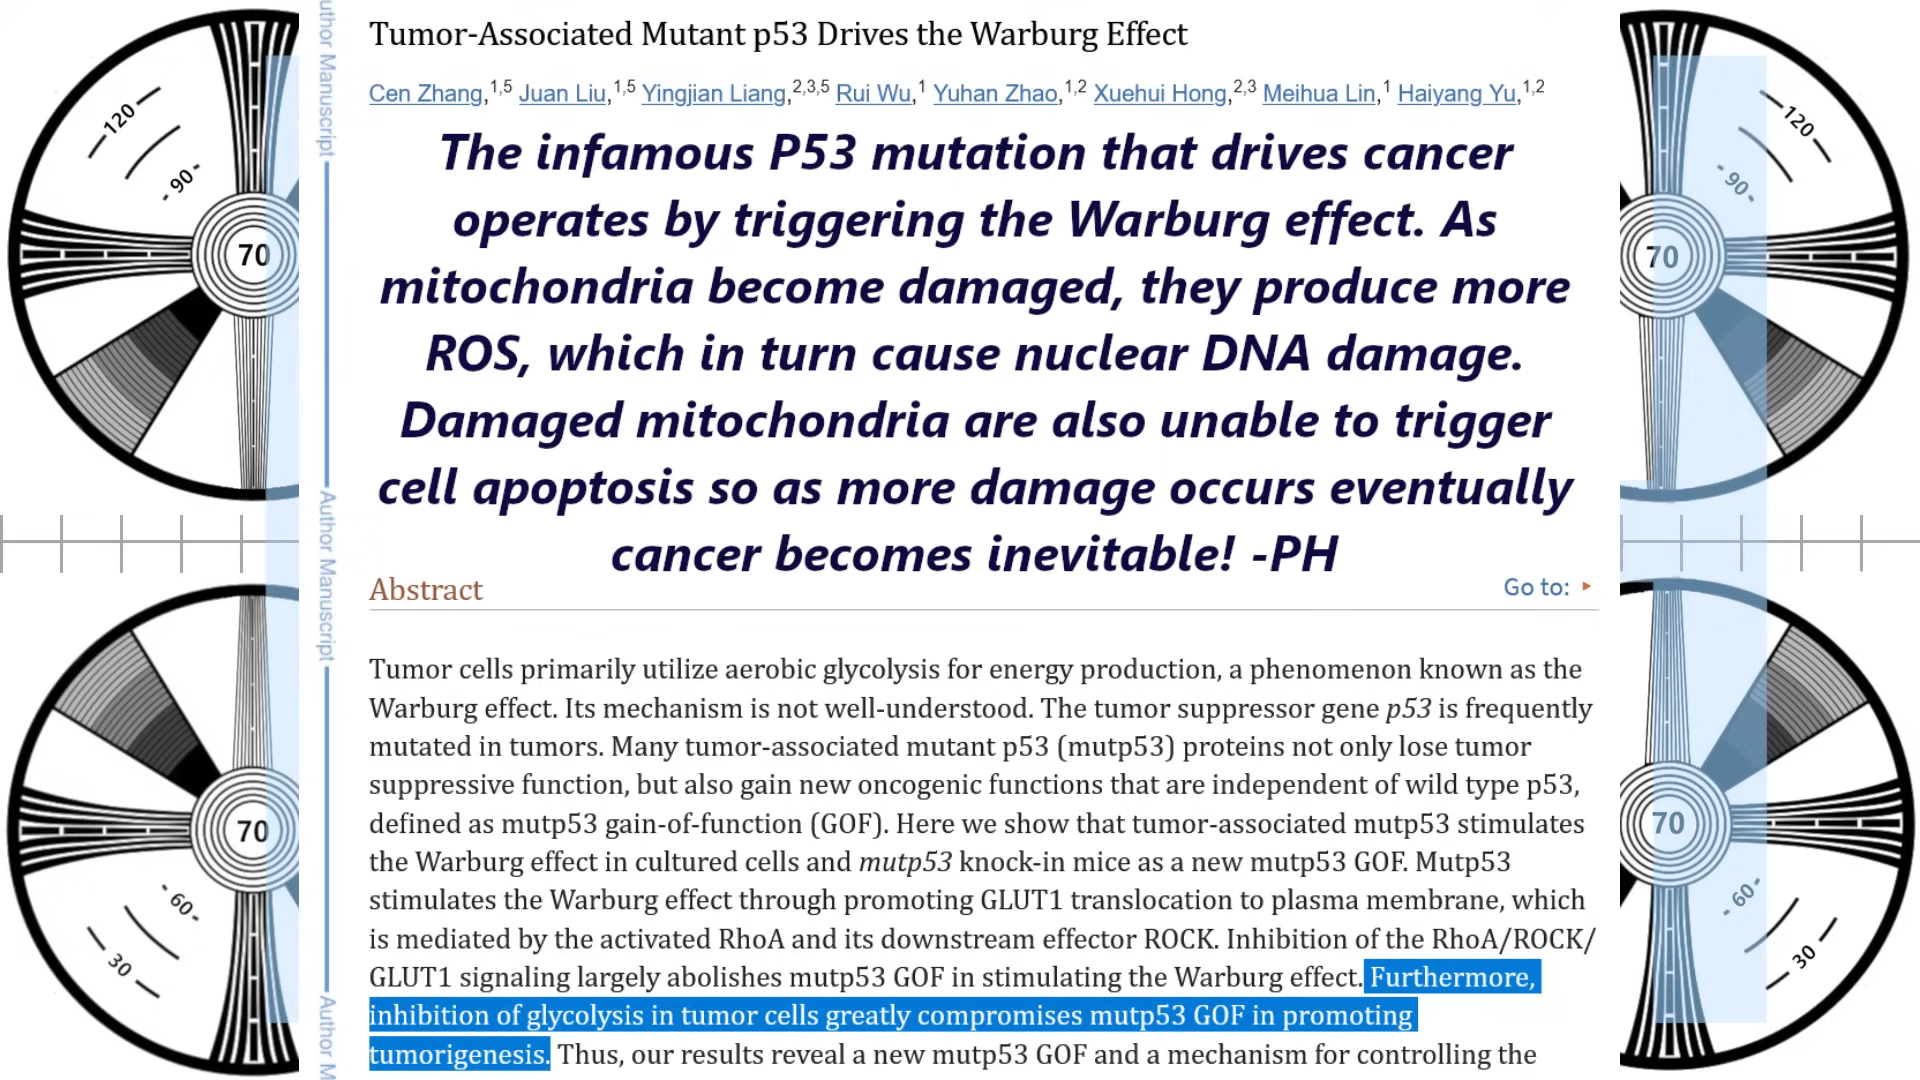 Tumor-Associated Mutant p53 Drives the Warburg Effect
Cen Zhang,1,5 Juan Liu,1,5 Yingjian Liang,2,3,5 Rui Wu,1 Yuhan Zhao,1,2 Xuehui Hong,2,3 Meihua Lin,1 Haiyang Yu,1,2
The infamous P53 mutation that drives cancer
operates by triggering the Warburg effect. As
mitochondria become damaged, they produce more
ROS, which in turn cause nuclear DNA damage.
Damaged mitochondria are also unable to trigger
cell apoptosis so as more damage occurs eventually
cancer becomes inevitable! -PH
Abstract
Go to:
Tumor cells primarily utilize aerobic glycolysis for energy production, a phenomenon known as the
Warburg effect. Its mechanism is not well-understood. The tumor suppressor gene p53 is frequently
mutated in tumors. Many tumor-associated mutant p53 (mutp53) proteins not only lose tumor
suppressive function, but also gain new oncogenic functions that are independent of wild type p53,
defined as mutp53 gain-of-function (GOF). Here we show that tumor-associated mutp53 stimulates
the Warburg effect in cultured cells and mutp53 knock-in mice as a new mutp53 GOF. Mutp53
stimulates the Warburg effect through promoting GLUT1 translocation to plasma membrane, which
is mediated by the activated RhoA and its downstream effector ROCK. Inhibition of the RhoA/ROCK/
GLUT1 signaling largely abolishes mutp53 GOF in stimulating the Warburg effect. Furthermore,
inhibition of glycolysis in tumor cells greatly compromises mutp53 GOF in promoting
tumorigenesis. Thus, our results reveal a new mutp53 GOF and a mechanism for controlling the
uthor Manuscript
Author Manuscript
Author M
120
-90-
70
70
-60-
30
120
-90-
70
70
-60-
30